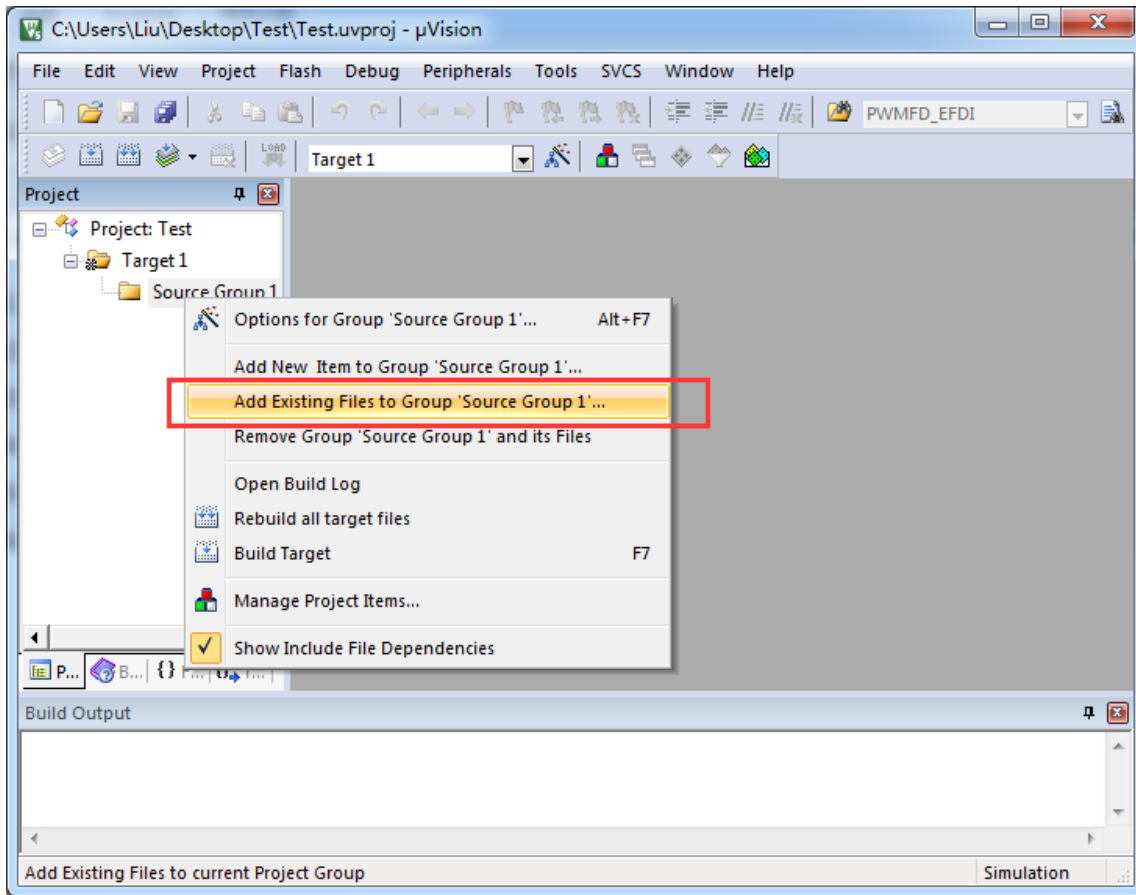 C:\Users\Liu\Desktop\Test\Test.uvproj - µVision
File Edit View Project Flash Debug Peripherals Tools SVCS Window Help
PWMFD_EFDI
LOAD Target 1
Project
Project: Test
Target 1
Source Group 1
Options for Group 'Source Group 1'... Alt+F7
Add New Item to Group 'Source Group 1'...
Add Existing Files to Group 'Source Group 1'...
Remove Group 'Source Group 1' and its Files
Open Build Log
Rebuild all target files
Build Target F7
Manage Project Items...
Show Include File Dependencies
P... B... {}
Build Output
Add Existing Files to current Project Group Simulation